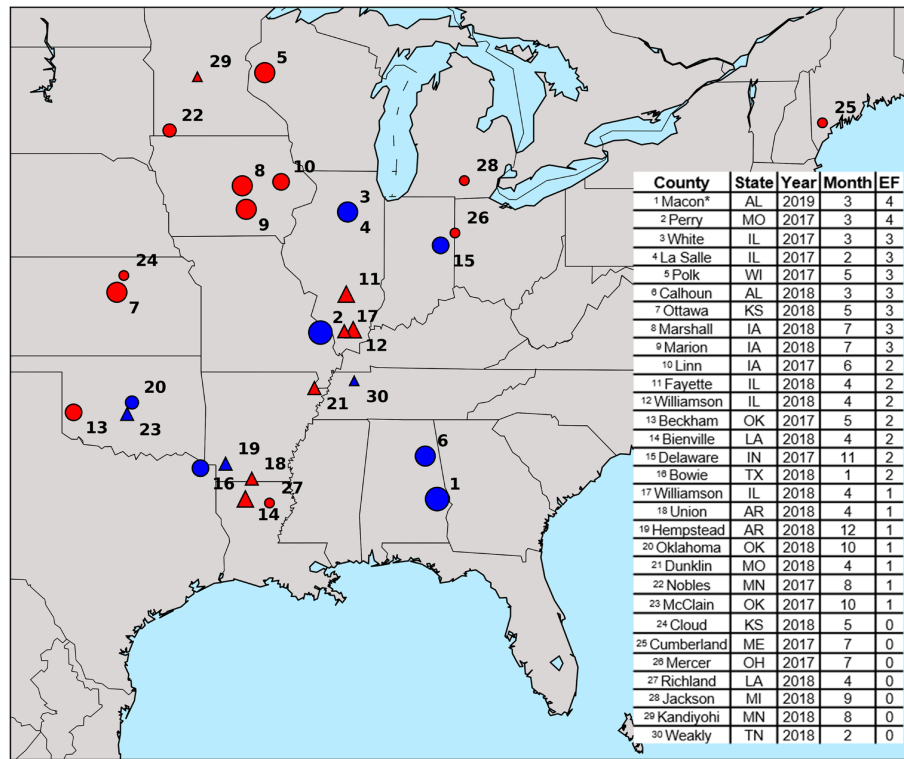 29
5
22
25
8
10
28
3
9
4
26
15
24
11
7
2
17
12
20
21
30
13
23
19
6
18
16
27
1
14
County State Year Month EF
1 Macon* AL 2019 3 4
2 Perry MO 2017 3 4
3 White IL 2017 3 3
4 La Salle IL 2017 2 3
5 Polk WI 2017 5 3
6 Calhoun AL 2018 3 3
7 Ottawa KS 2018 5 3
8 Marshall IA 2018 7 3
9 Marion IA 2018 7 3
10 Linn IA 2017 6 2
11 Fayette IL 2018 4 2
12 Williamson IL 2018 4 2
13 Beckham OK 2017 5 2
14 Bienville LA 2018 4 2
15 Delaware IN 2017 11 2
16 Bowie TX 2018 1 2
17 Williamson IL 2018 4 1
18 Union AR 2018 4 1
19 Hempstead AR 2018 12 1
20 Oklahoma OK 2018 10 1
21 Dunklin MO 2018 4 1
22 Nobles MN 2017 8 1
23 McClain OK 2017 10 1
24 Cloud KS 2018 5 0
25 Cumberland ME 2017 7 0
26 Mercer OH 2017 7 0
27 Richland LA 2018 4 0
28 Jackson MI 2018 9 0
29 Kandiyohi MN 2018 8 0
30 Weakly TN 2018 2 0